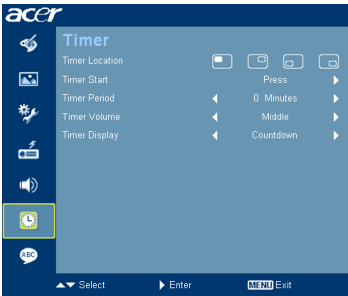 acer
Timer
Timer Location
Timer Start Press
Timer Period 0 Minutes
Timer Volume Middle
Timer Display Countdown
ABC
Select Enter MENU Exit